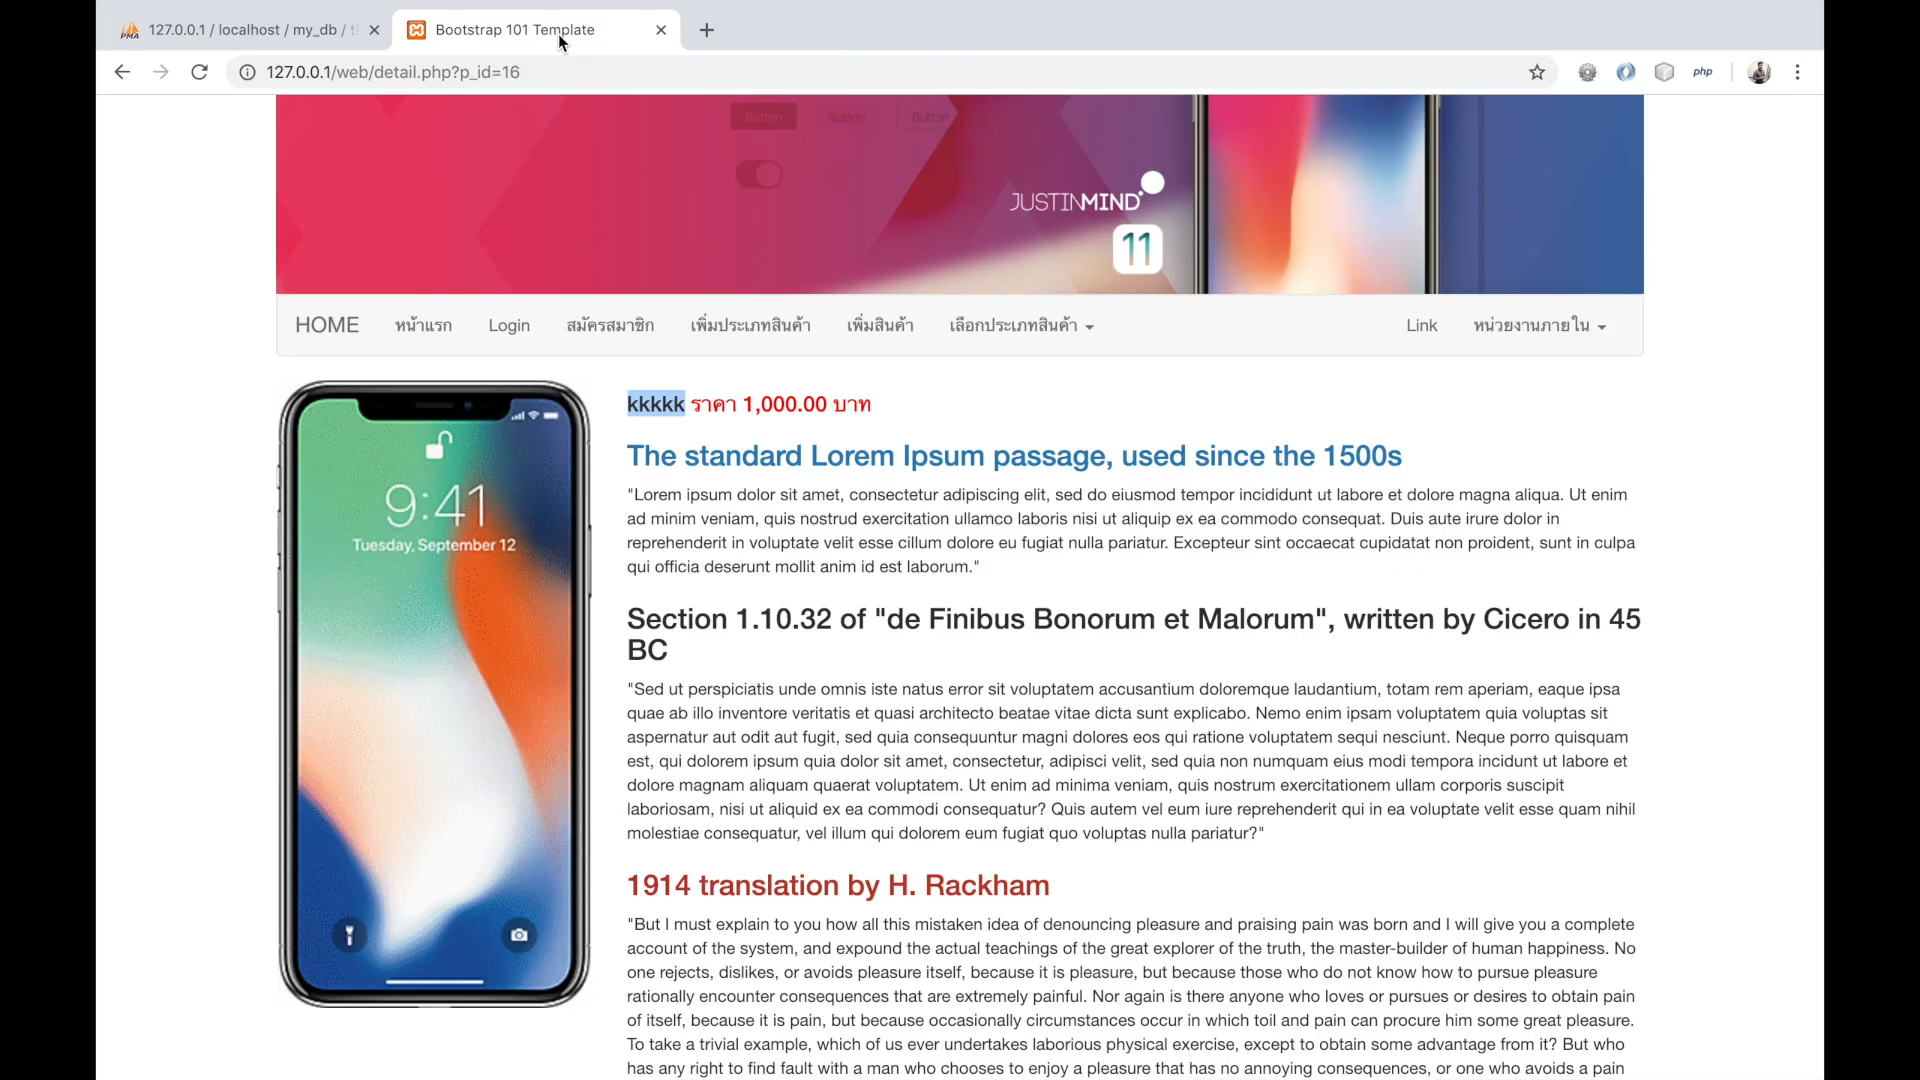 127.0.0.1 / localhost / my_db / t
Bootstrap 101 Template
127.0.0.1/web/detail.php?p_id=16
php
Button Button Button
JUSTINMIND
11
HOME หน้าแรก Login สมัครสมาชิก เพิ่มประเภทสินค้า เพิ่มสินค้า เลือกประเภทสินค้า Link หน่วยงานภายใน
9:41
Tuesday, September 12
kkkkk ราคา 1,000.00 บาท
The standard Lorem Ipsum passage, used since the 1500s
"Lorem ipsum dolor sit amet, consectetur adipiscing elit, sed do eiusmod tempor incididunt ut labore et dolore magna aliqua. Ut enim
ad minim veniam, quis nostrud exercitation ullamco laboris nisi ut aliquip ex ea commodo consequat. Duis aute irure dolor in
reprehenderit in voluptate velit esse cillum dolore eu fugiat nulla pariatur. Excepteur sint occaecat cupidatat non proident, sunt in culpa
qui officia deserunt mollit anim id est laborum."
Section 1.10.32 of "de Finibus Bonorum et Malorum", written by Cicero in 45
BC
"Sed ut perspiciatis unde omnis iste natus error sit voluptatem accusantium doloremque laudantium, totam rem aperiam, eaque ipsa
quae ab illo inventore veritatis et quasi architecto beatae vitae dicta sunt explicabo. Nemo enim ipsam voluptatem quia voluptas sit
aspernatur aut odit aut fugit, sed quia consequuntur magni dolores eos qui ratione voluptatem sequi nesciunt. Neque porro quisquam
est, qui dolorem ipsum quia dolor sit amet, consectetur, adipisci velit, sed quia non numquam eius modi tempora incidunt ut labore et
dolore magnam aliquam quaerat voluptatem. Ut enim ad minima veniam, quis nostrum exercitationem ullam corporis suscipit
laboriosam, nisi ut aliquid ex ea commodi consequatur? Quis autem vel eum iure reprehenderit qui in ea voluptate velit esse quam nihil
molestiae consequatur, vel illum qui dolorem eum fugiat quo voluptas nulla pariatur?"
1914 translation by H. Rackham
"But I must explain to you how all this mistaken idea of denouncing pleasure and praising pain was born and I will give you a complete
account of the system, and expound the actual teachings of the great explorer of the truth, the master-builder of human happiness. No
one rejects, dislikes, or avoids pleasure itself, because it is pleasure, but because those who do not know how to pursue pleasure
rationally encounter consequences that are extremely painful. Nor again is there anyone who loves or pursues or desires to obtain pain
of itself, because it is pain, but because occasionally circumstances occur in which toil and pain can procure him some great pleasure.
To take a trivial example, which of us ever undertakes laborious physical exercise, except to obtain some advantage from it? But who
has any right to find fault with a man who chooses to enjoy a pleasure that has no annoying consequences, or one who avoids a pain